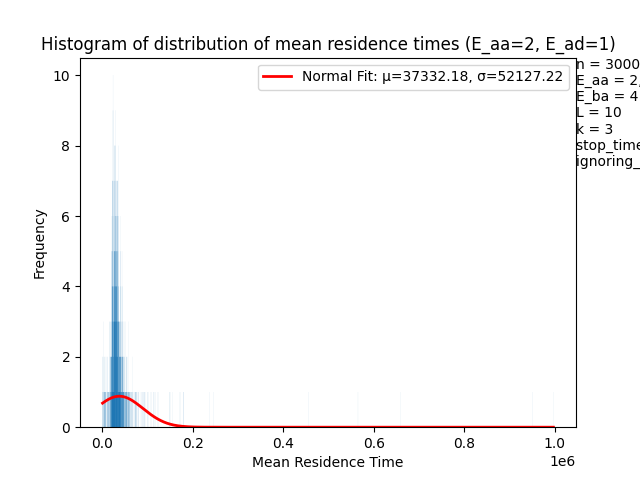 Histogram of distribution of mean residence times (E_aa=2, E_ad=1)
n = 3000
E_aa = 2,
E_ba = 4
L = 10
k = 3
stop_time
ignoring_
Normal Fit: μ=37332.18, σ=52127.22
Frequency
10
8
6
4
2
0
0.0 0.2 0.4 0.6 0.8 1.0
1e6
Mean Residence Time